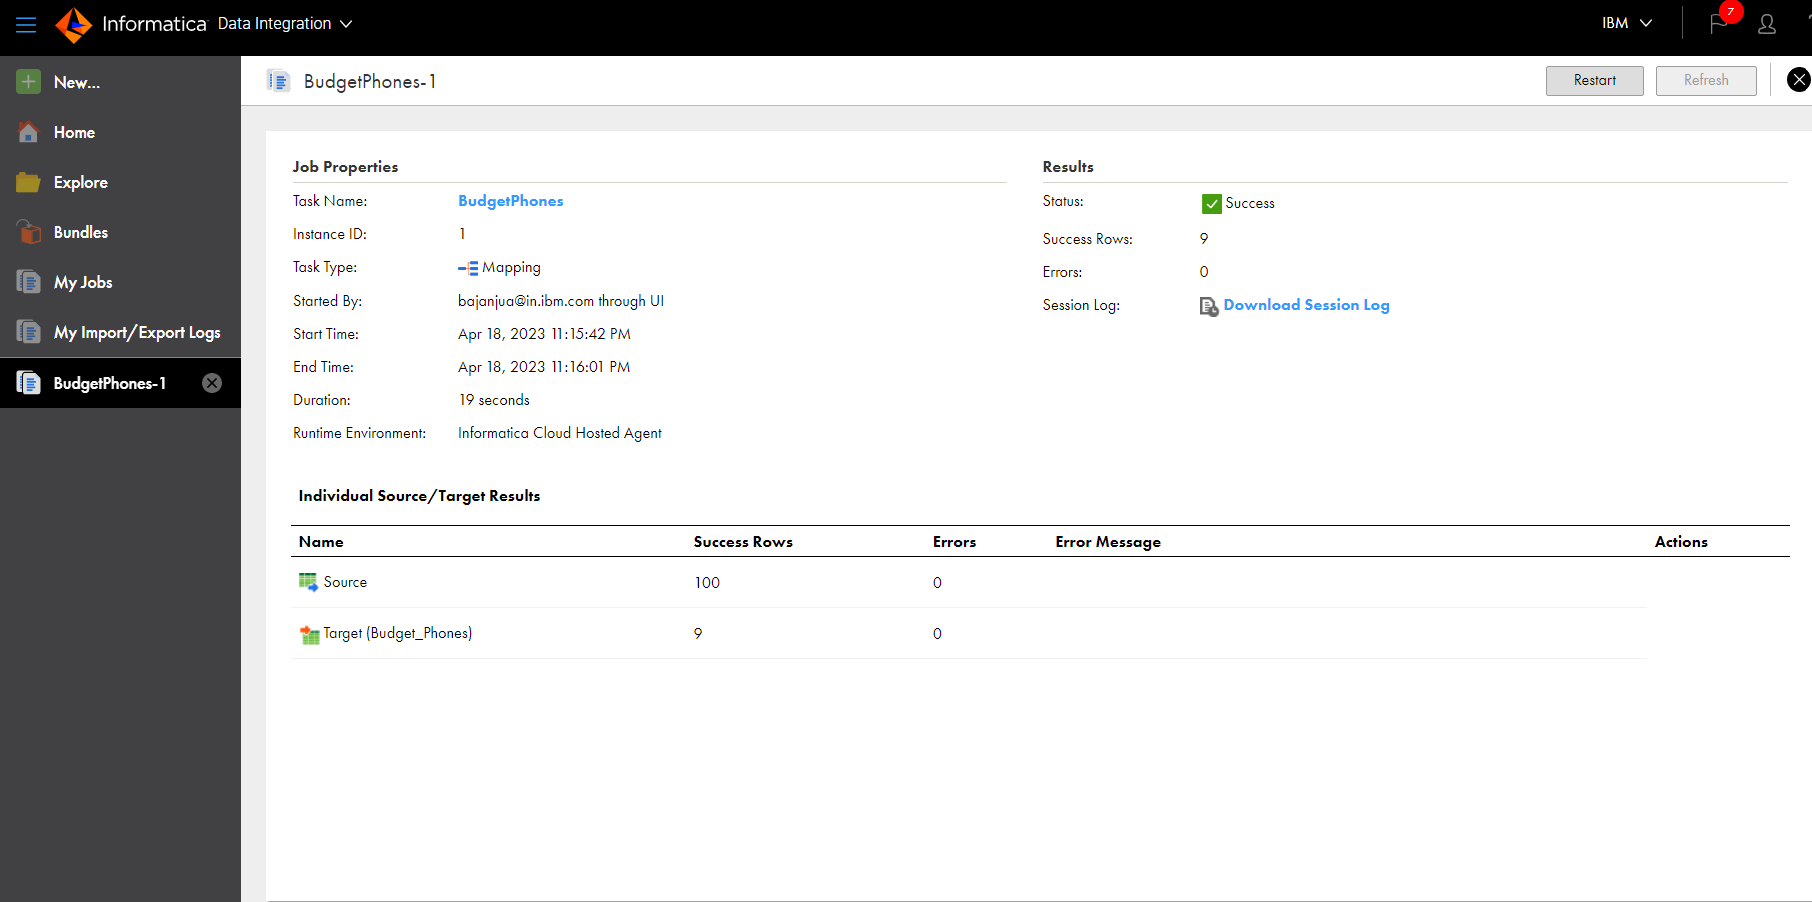 Informatica Data Integration IBM 7
New...
Home
Explore
Bundles
My Jobs
My Import/Export Logs
BudgetPhones-1
BudgetPhones-1 Restart Refresh
Job Properties
Task Name: BudgetPhones
Instance ID: 1
Task Type: Mapping
Started By: bajanjua@in.ibm.com through UI
Start Time: Apr 18, 2023 11:15:42 PM
End Time: Apr 18, 2023 11:16:01 PM
Duration: 19 seconds
Runtime Environment: Informatica Cloud Hosted Agent
Results
Status: Success
Success Rows: 9
Errors: 0
Session Log: Download Session Log
Individual Source/Target Results
Name Success Rows Errors Error Message Actions
Source 100 0
Target (Budget_Phones) 9 0